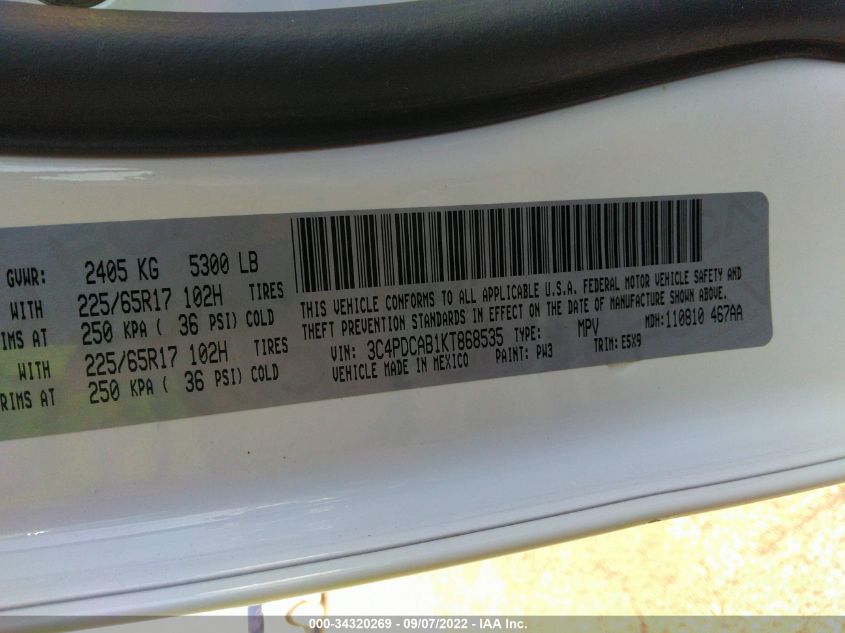 GVWR: 2405 KG 5300 LB
WITH 225/65R17 102H TIRES
RIMS AT 250 KPA ( 36 PSI) COLD
WITH 225/65R17 102H TIRES
RIMS AT 250 KPA ( 36 PSI) COLD
THIS VEHICLE CONFORMS TO ALL APPLICABLE U.S.A. FEDERAL MOTOR VEHICLE SAFETY AND
THEFT PREVENTION STANDARDS IN EFFECT ON THE DATE OF MANUFACTURE SHOWN ABOVE.
VIN: 3C4PDCAB1KT868535 TYPE: MPV MDH:110810 467AA
VEHICLE MADE IN MEXICO PAINT: PW3 TRIM: E5X9
000-34320269 - 09/07/2022 - IAA Inc.